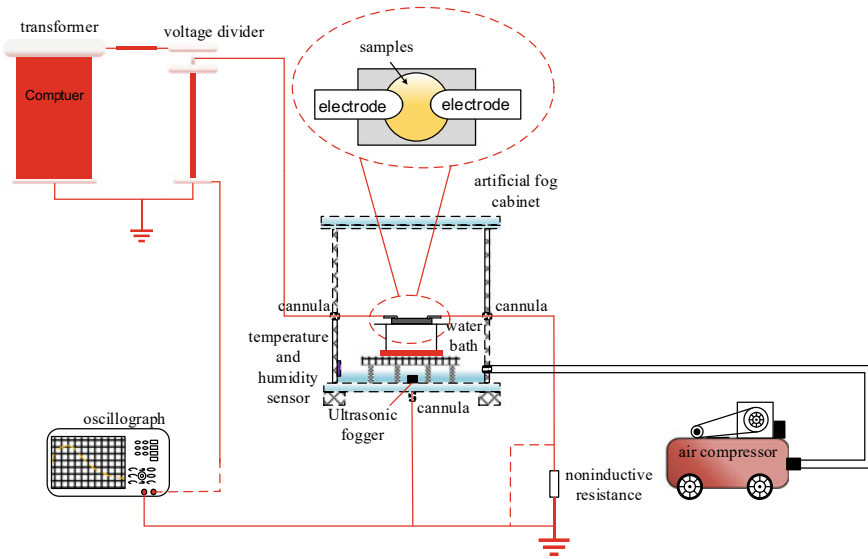 transformer
voltage divider
samples
Comptuer
electrode
electrode
artificial fog
cabinet
cannula
cannula
temperature
and
humidity
sensor
water
bath
Ultrasonic
fogger
cannula
oscillograph
air compressor
noninductive
resistance